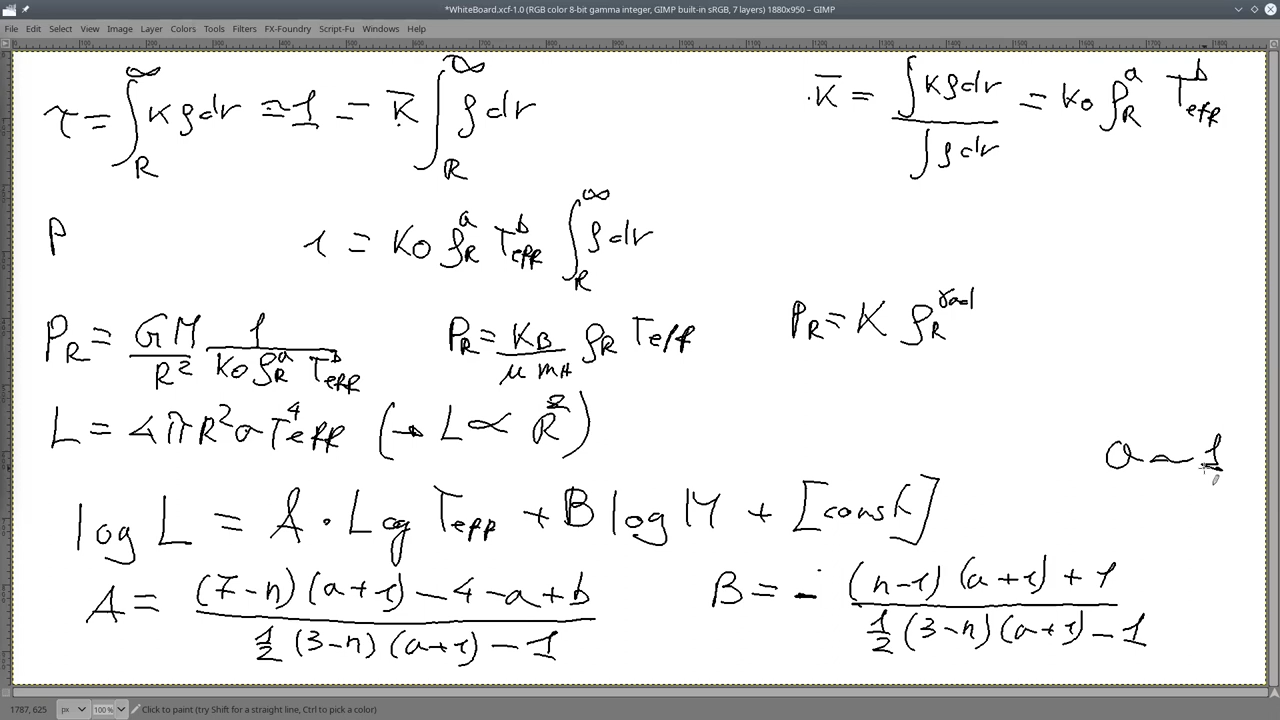 *WhiteBoard.xcf-1.0 (RGB color 8-bit gamma integer, GIMP built-in sRGB, 7 layers) 1880x950 – GIMP
File Edit Select View Image Layer Colors Tools Filters FX-Foundry Script-Fu Windows Help
τ = ∫_R^∞ κρdr ≈ 1 = κ̄ ∫_R^∞ ρdr
κ̄ = ∫κρdr / ∫ρdr = κ₀ ρ_R^a T_eff^b
P
1 = κ₀ ρ_R^a T_eff^b ∫_R^∞ ρdr
P_R = GM/R² 1/(κ₀ρ_R^a T_eff^b)
P_R = K_B/(μ m_H) ρ_R T_eff
P_R = K ρ_R^γad
L = 4πR²σT_eff^4 (→ L ∝ R²)
a ~ 1
log L = A · Log T_eff + B log M + [const]
A = ((7-n)(a+1) - 4 - a + b) / (½(3-n)(a+1) - 1)
B = - ((n-1)(a+1) + 1) / (½(3-n)(a+1) - 1)
1787, 625 px 100 % Click to paint (try Shift for a straight line, Ctrl to pick a color)